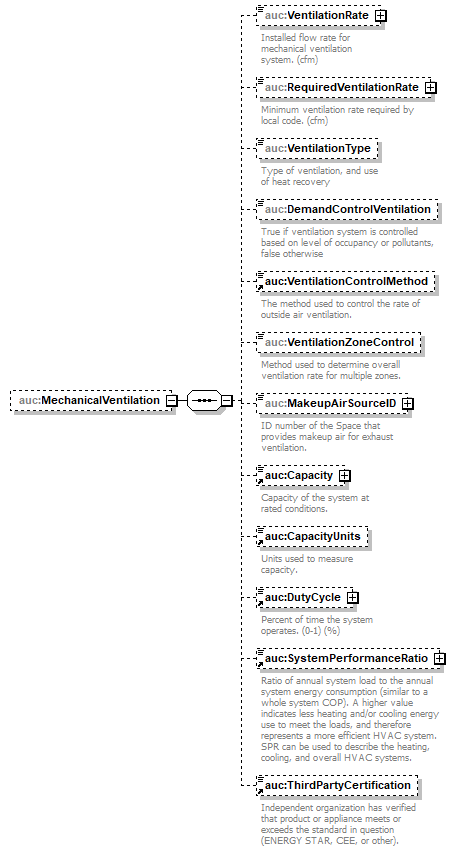 auc:VentilationRate
Installed flow rate for
mechanical ventilation
system. (cfm)
auc:RequiredVentilationRate
Minimum ventilation rate required by
local code. (cfm)
auc:VentilationType
Type of ventilation, and use
of heat recovery
auc:DemandControlVentilation
True if ventilation system is controlled
based on level of occupancy or pollutants,
false otherwise
auc:VentilationControlMethod
The method used to control the rate of
outside air ventilation.
auc:VentilationZoneControl
Method used to determine overall
ventilation rate for multiple zones.
auc:MechanicalVentilation
auc:MakeupAirSourceID
ID number of the Space that
provides makeup air for exhaust
ventilation.
auc:Capacity
Capacity of the system at
rated conditions.
auc:CapacityUnits
Units used to measure
capacity.
auc:DutyCycle
Percent of time the system
operates. (0-1) (%)
auc:SystemPerformanceRatio
Ratio of annual system load to the annual
system energy consumption (similar to a
whole system COP). A higher value
indicates less heating and/or cooling energy
use to meet the loads, and therefore
represents a more efficient HVAC system.
SPR can be used to describe the heating,
cooling, and overall HVAC systems.
auc:ThirdPartyCertification
Independent organization has verified
that product or appliance meets or
exceeds the standard in question
(ENERGY STAR, CEE, or other).